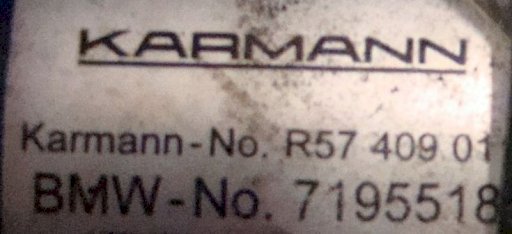 KARMANN
Karmann-No. R57 409 01
BMW-No. 7195518